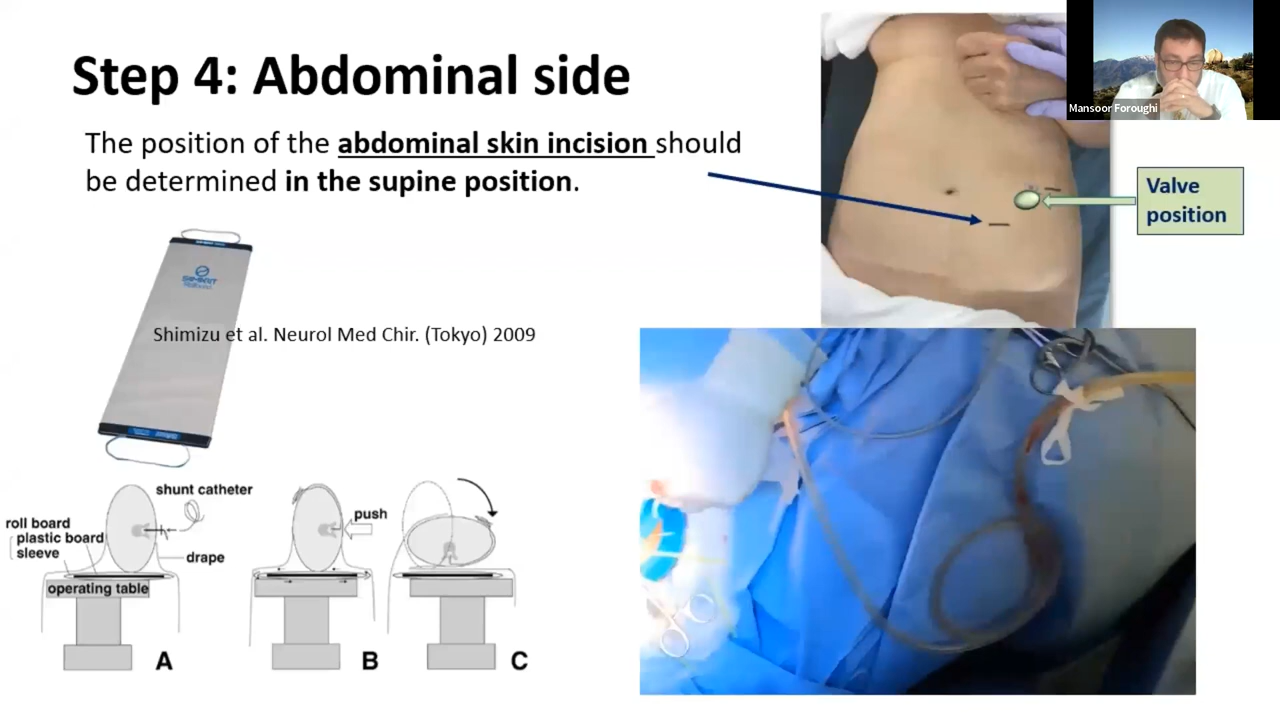 Step 4: Abdominal side
Mansoor Foroughi
The position of the abdominal skin incision should
be determined in the supine position.
Valve
position
Shimizu et al. Neurol Med Chir. (Tokyo) 2009
shunt catheter
roll board
plastic board
sleeve
drape
operating table
push
A
B
C